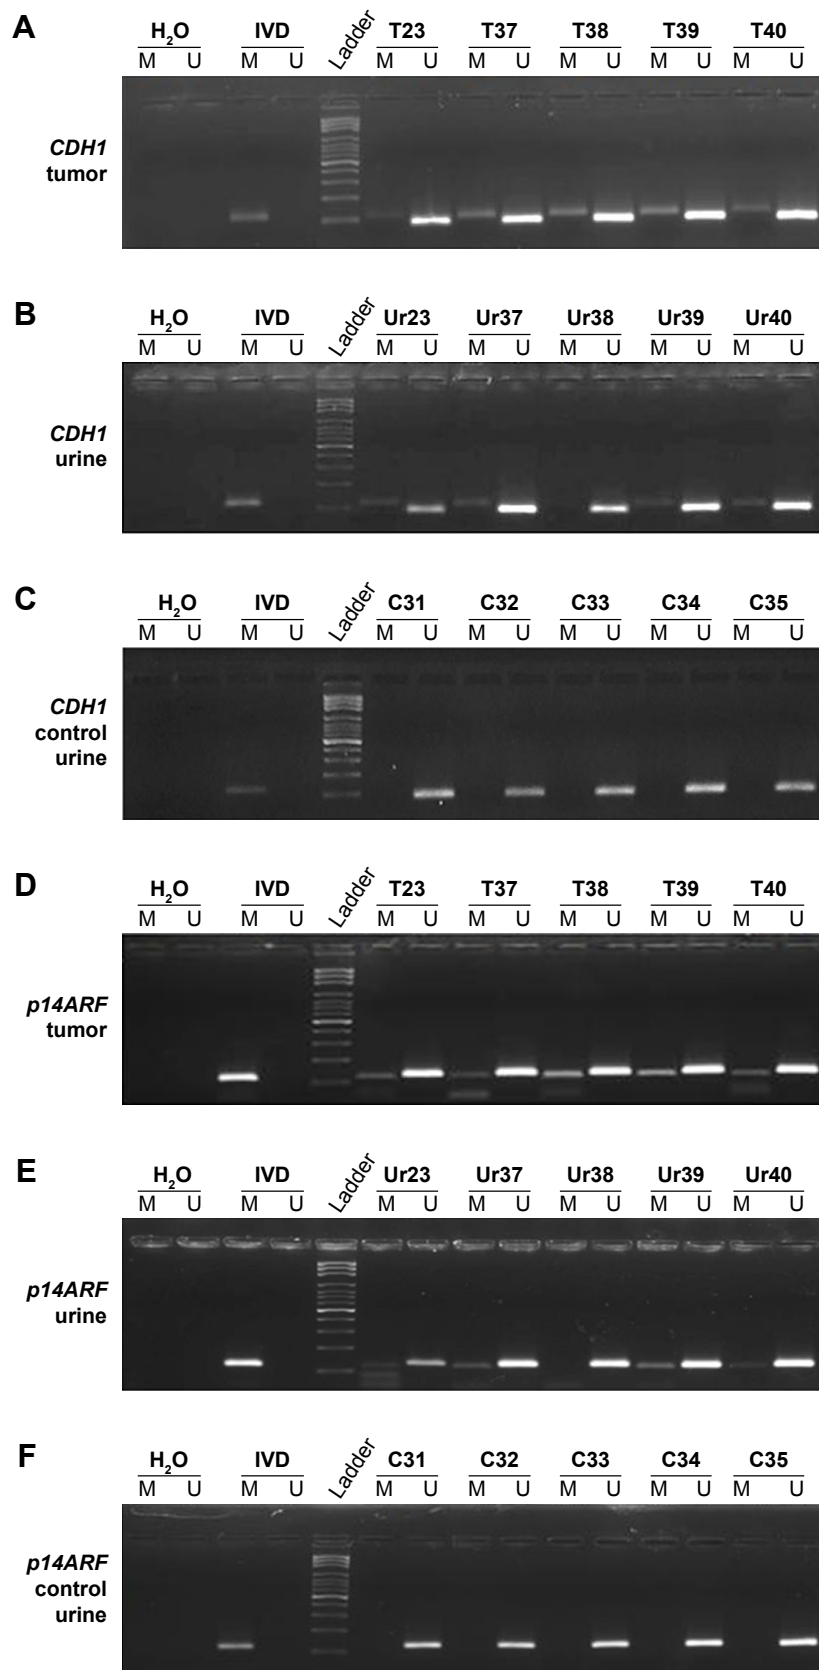 A H₂O IVD Ladder T23 T37 T38 T39 T40
M U M U M U M U M U M U M U
CDH1
tumor
B H₂O IVD Ladder Ur23 Ur37 Ur38 Ur39 Ur40
M U M U M U M U M U M U M U
CDH1
urine
C H₂O IVD Ladder C31 C32 C33 C34 C35
M U M U M U M U M U M U M U
CDH1
control
urine
D H₂O IVD Ladder T23 T37 T38 T39 T40
M U M U M U M U M U M U M U
p14ARF
tumor
E H₂O IVD Ladder Ur23 Ur37 Ur38 Ur39 Ur40
M U M U M U M U M U M U M U
p14ARF
urine
F H₂O IVD Ladder C31 C32 C33 C34 C35
M U M U M U M U M U M U M U
p14ARF
control
urine